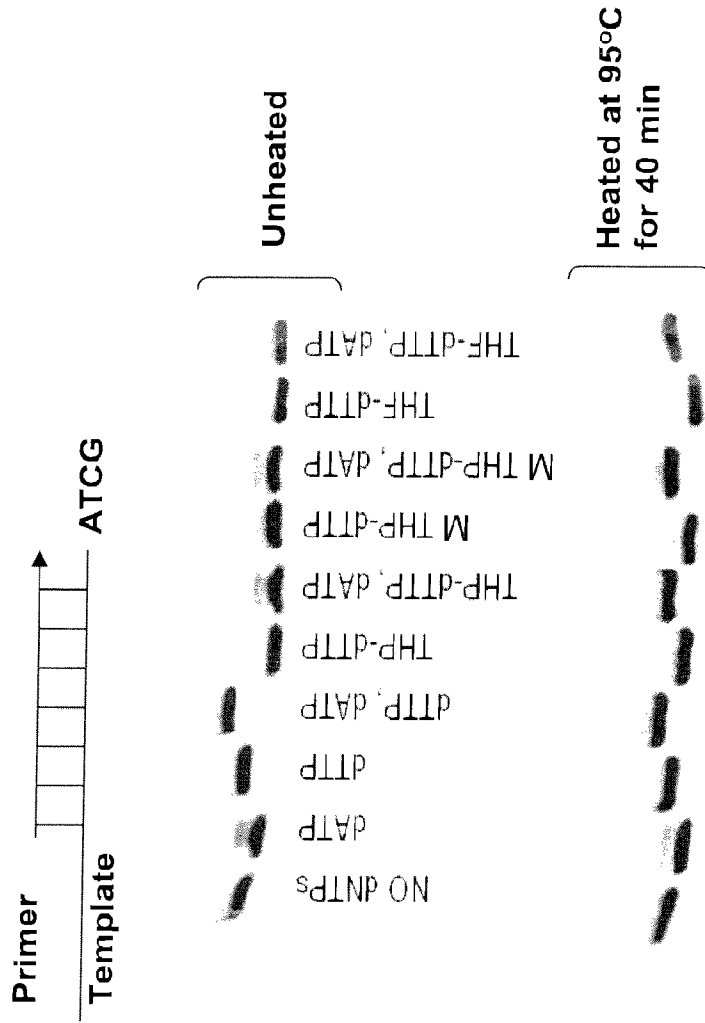 Primer
Template
ATCG
Unheated
NO dNTPs
dATP
dTTP
dTTP, dATP
THP-dTTP
THP-dTTP, dATP
M THP-dTTP
M THP-dTTP, dATP
THF-dTTP
THF-dTTP, dATP
Heated at 95ºC
for 40 min